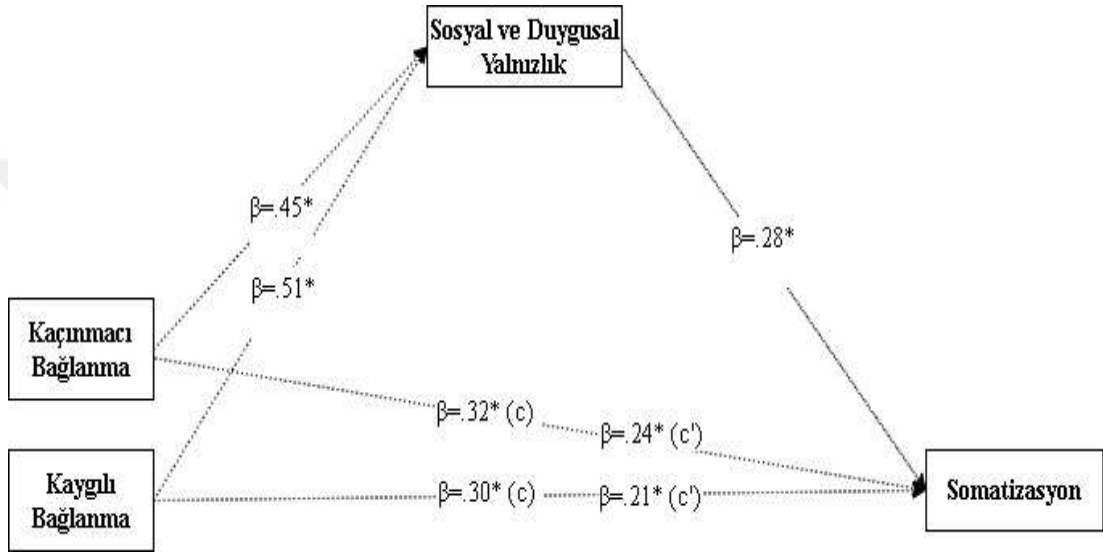 Sosyal ve Duygusal
Yalnızlık
β=.45*
β=.28*
β=.51*
Kaçınmacı
Bağlanma
β=.32* (c)
β=.24* (c')
Kaygılı
Bağlanma
β=.30* (c)
β=.21* (c')
Somatizasyon